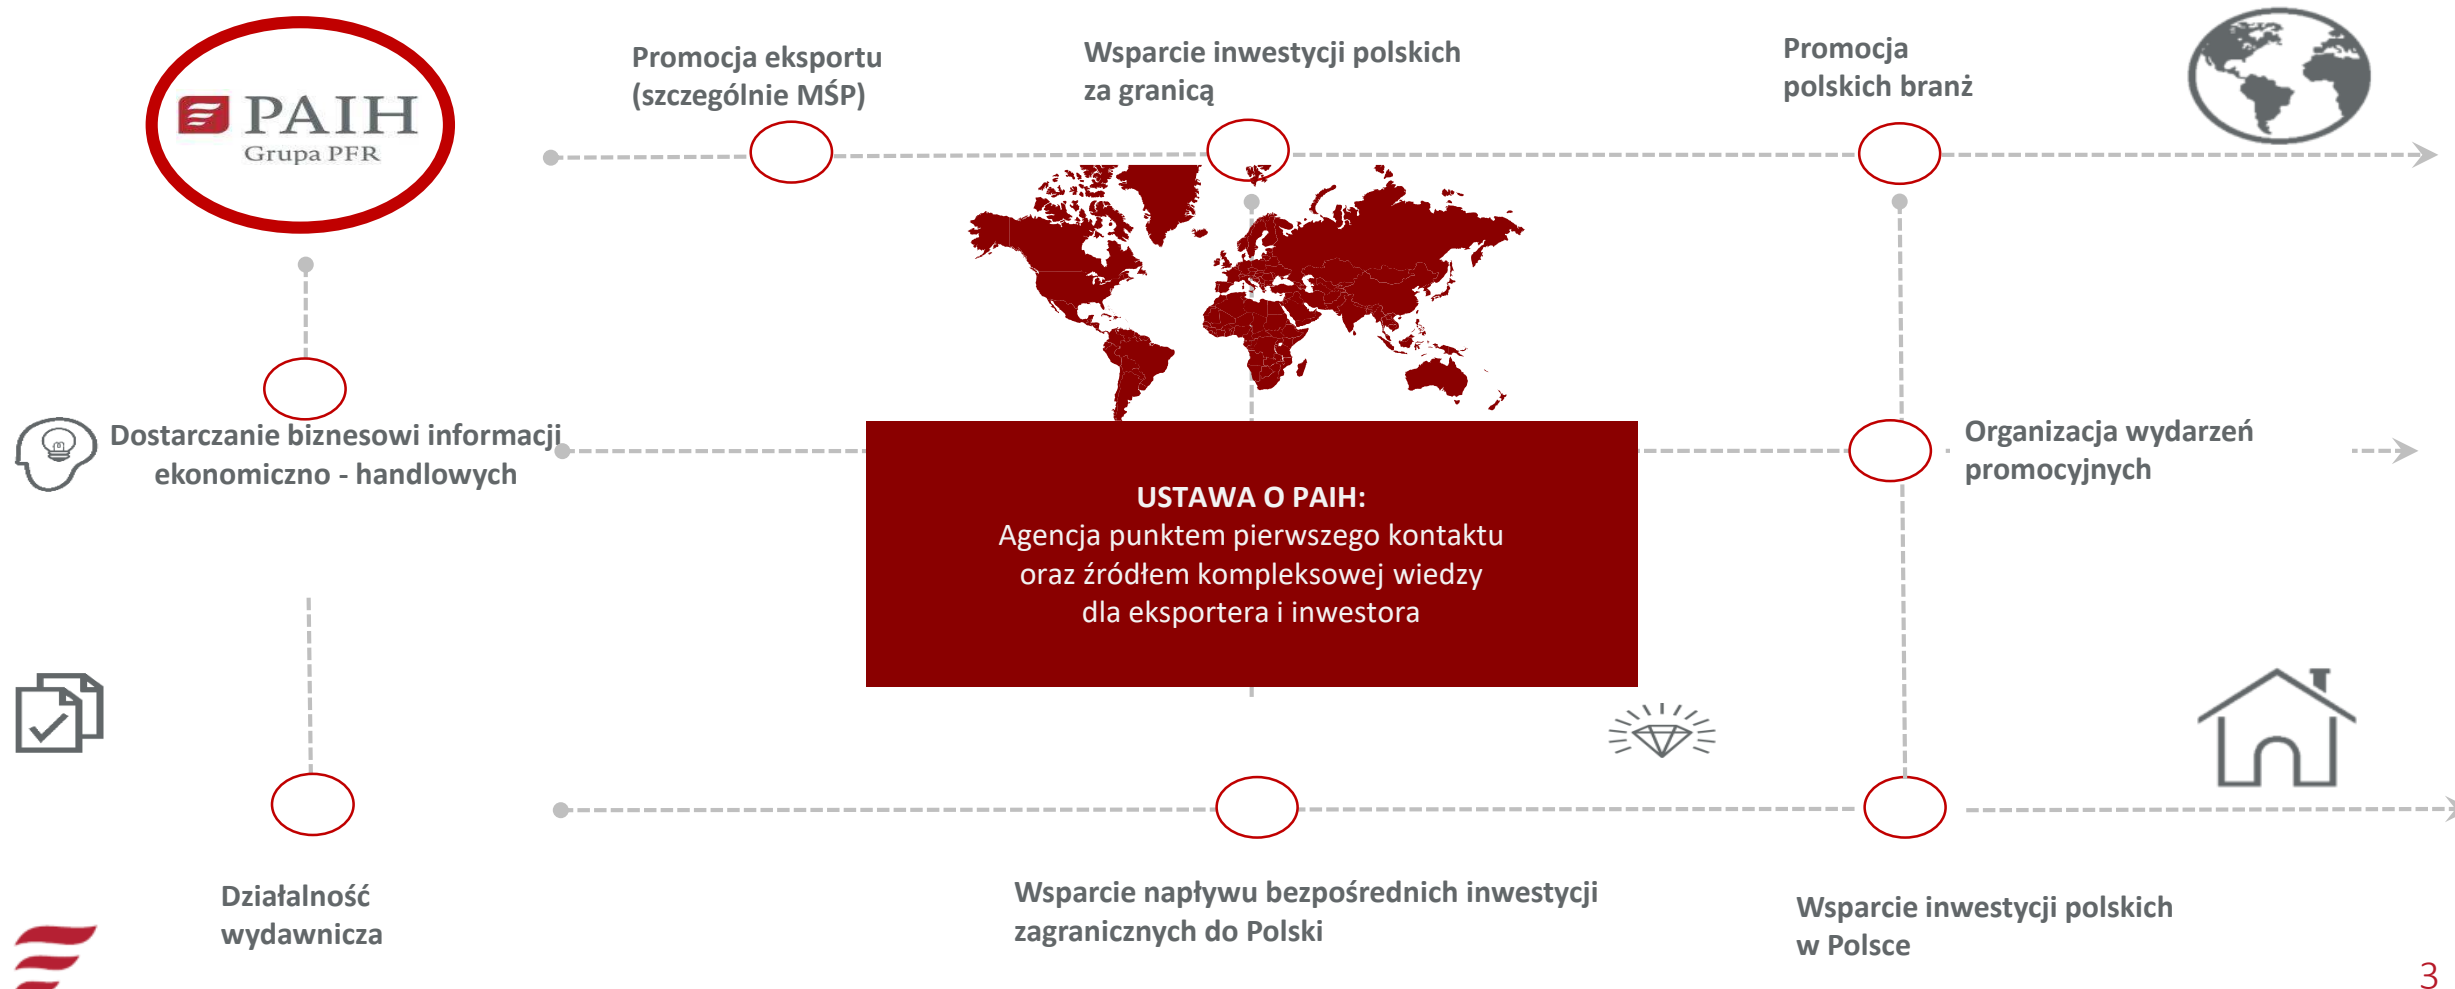 PAIH
Grupa PFR
Promocja eksportu
(szczególnie MŚP)
Wsparcie inwestycji polskich
za granicą
Promocja
polskich branż
Dostarczanie biznesowi informacji
ekonomiczno - handlowych
Organizacja wydarzeń
promocyjnych
USTAWA O PAIH:
Agencja punktem pierwszego kontaktu
oraz źródłem kompleksowej wiedzy
dla eksportera i inwestora
Działalność
wydawnicza
Wsparcie napływu bezpośrednich inwestycji
zagranicznych do Polski
Wsparcie inwestycji polskich
w Polsce
3